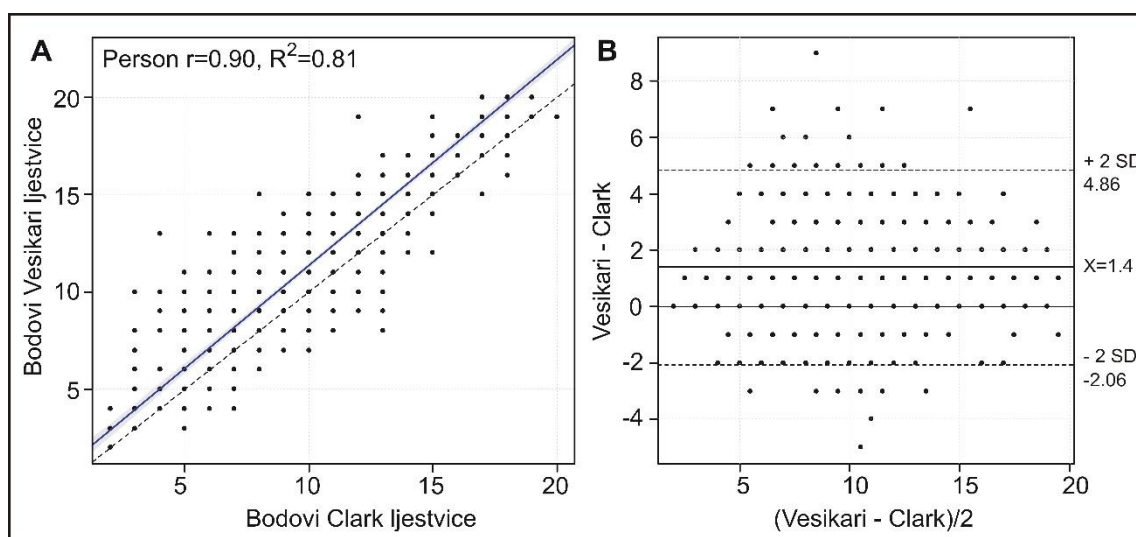 A
Person r=0.90, R²=0.81
Bodovi Vesikari ljestvice
20
15
10
5
5 10 15 20
Bodovi Clark ljestvice
B
Vesikari - Clark
8
6
4
2
0
-2
-4
+ 2 SD
4.86
X=1.4
- 2 SD
-2.06
5 10 15 20
(Vesikari - Clark)/2